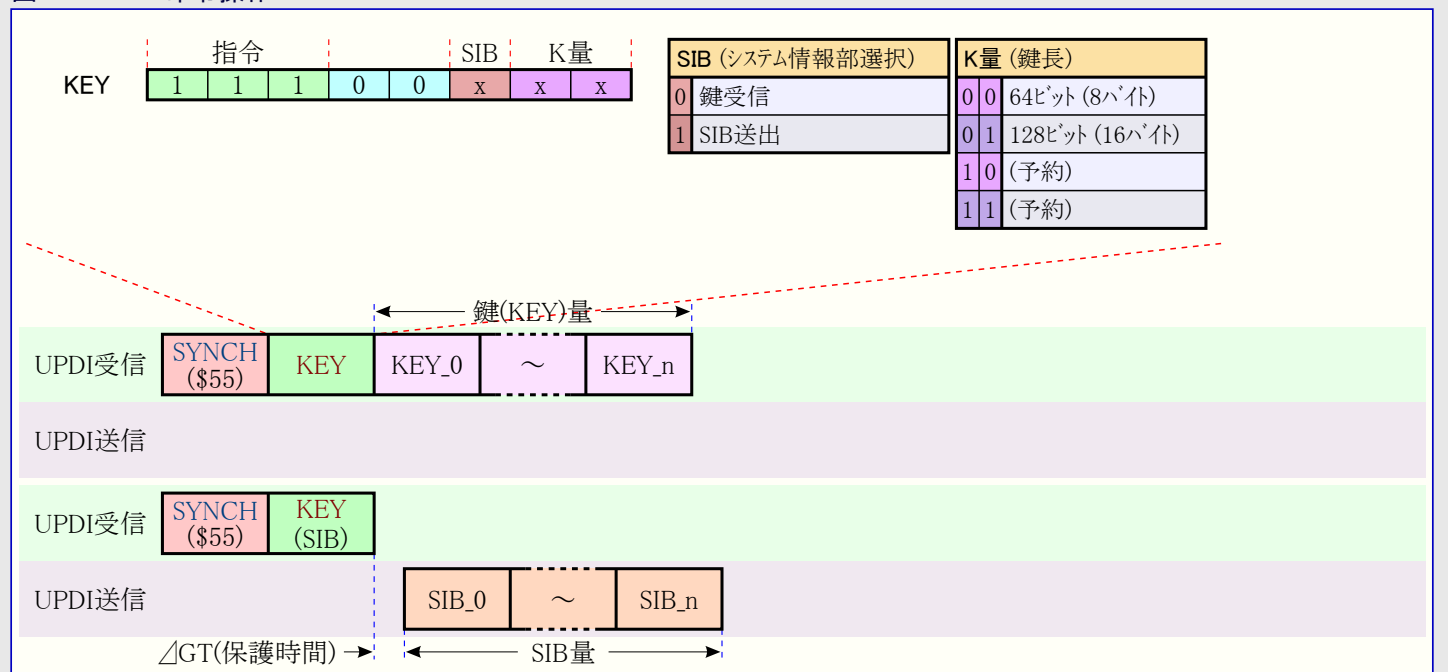 指令 SIB K量
KEY 1 1 1 0 0 x x x
SIB (システム情報部選択)
0 鍵受信
1 SIB送出
K量 (鍵長)
0 0 64ビット (8バイト)
0 1 128ビット (16バイト)
1 0 (予約)
1 1 (予約)
鍵(KEY)量
UPDI受信 SYNCH ($55) KEY KEY_0 ～ KEY_n
UPDI送信
UPDI受信 SYNCH ($55) KEY (SIB)
UPDI送信 SIB_0 ～ SIB_n
⊿GT(保護時間) SIB量